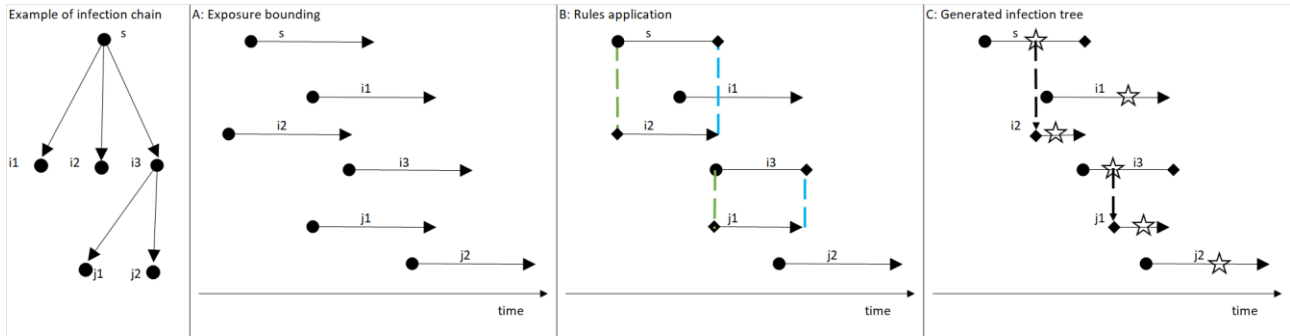 Example of infection chain
s
i1
i2
i3
j1
j2
A: Exposure bounding
s
i1
i2
i3
j1
j2
time
B: Rules application
s
i1
i2
i3
j1
j2
time
C: Generated infection tree
s
i1
i2
i3
j1
j2
time